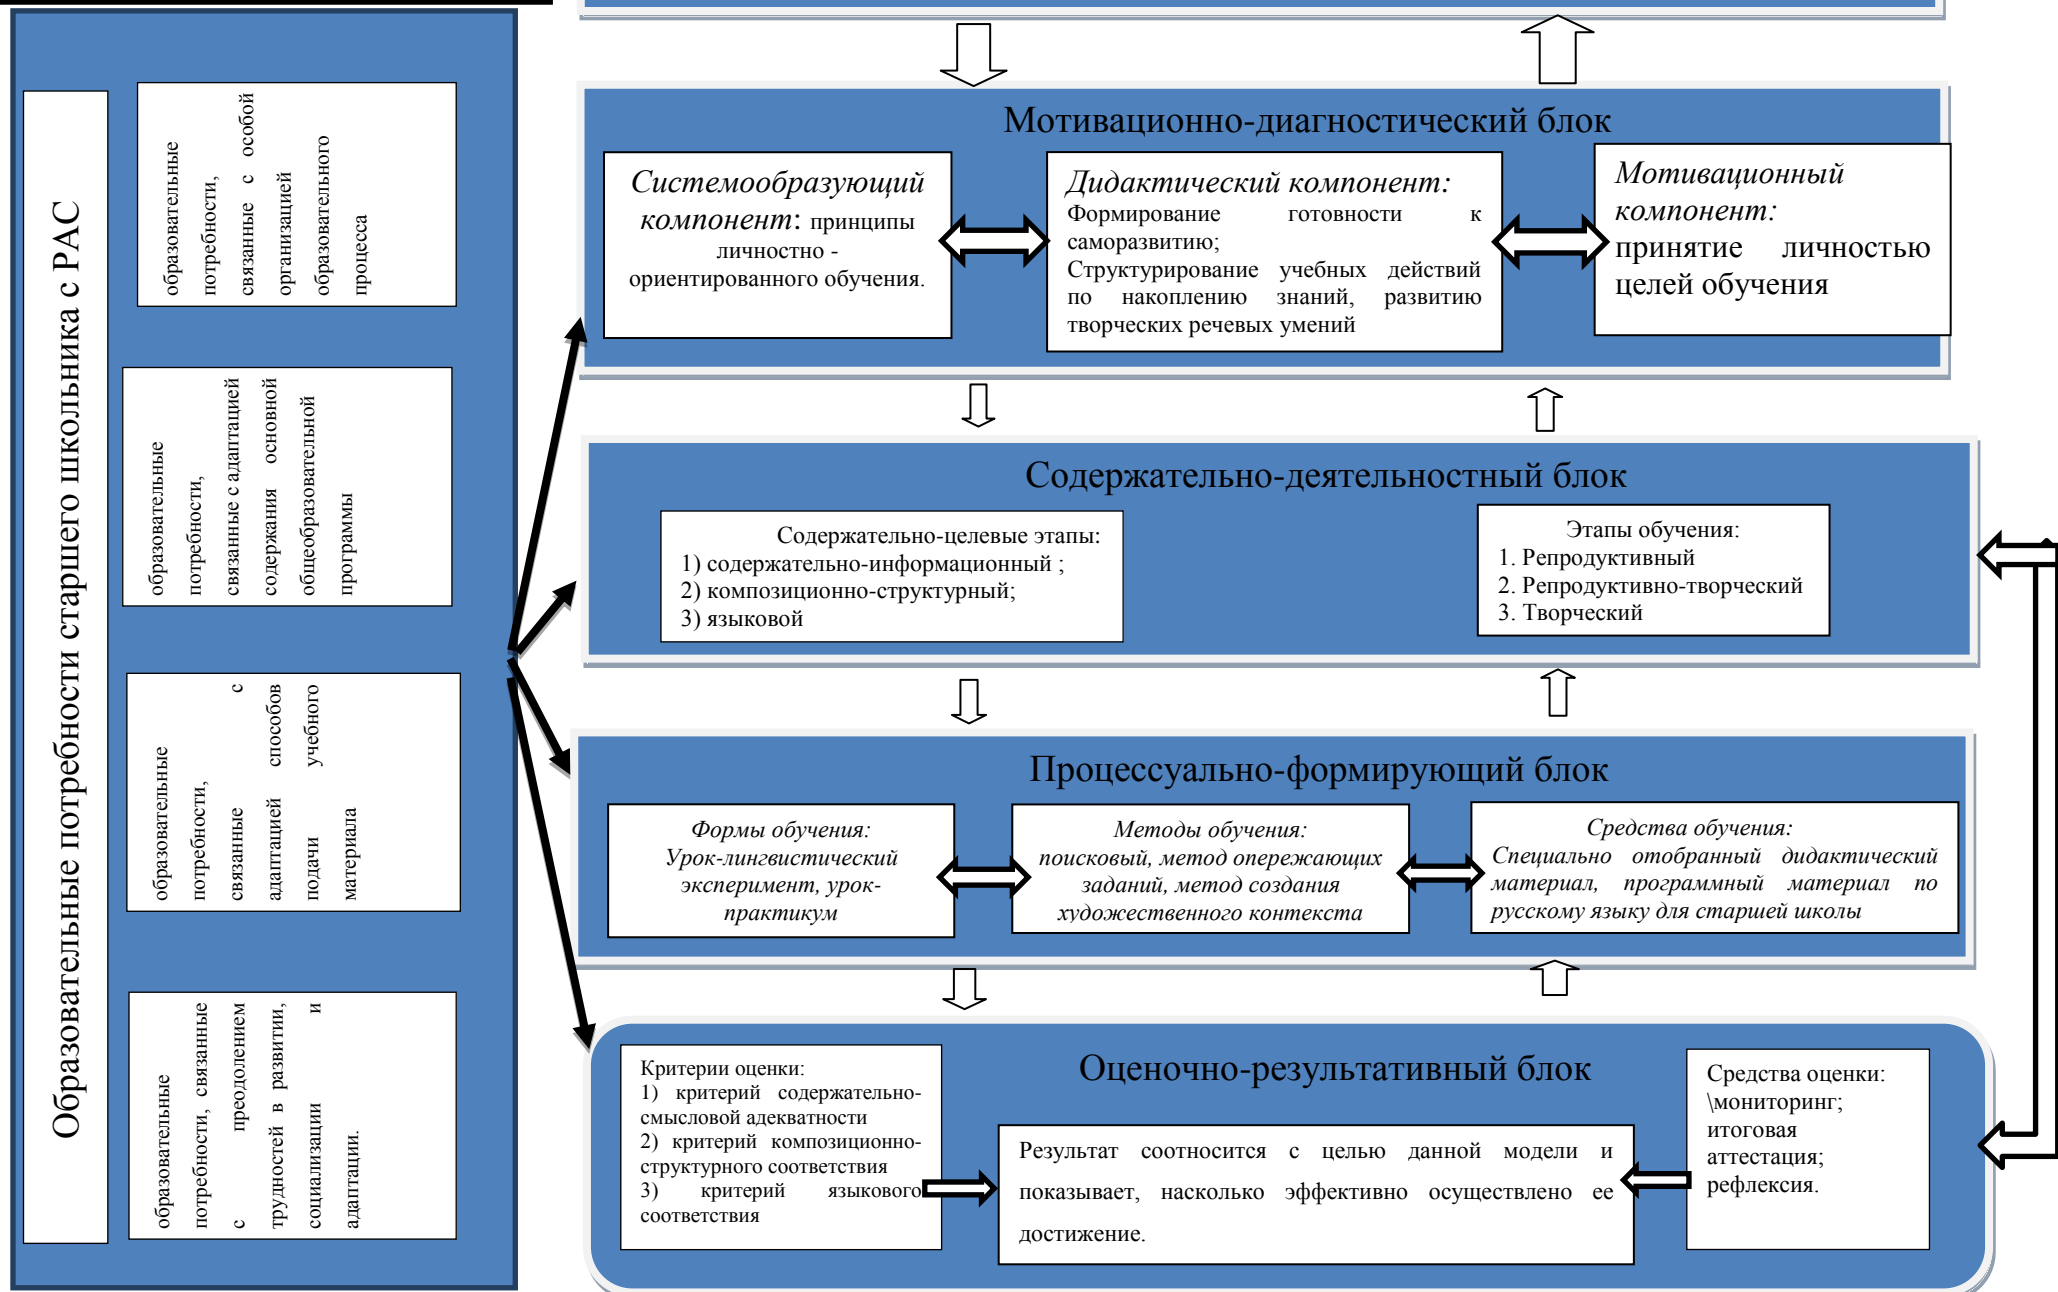 Образовательные потребности старшего школьника с РАС
образовательные
потребности,
связанные с особой
организацией
образовательного
процесса
образовательные
потребности,
связанные с адаптацией
содержания основной
общеобразовательной
программы
образовательные
потребности,
связанные с
адаптацией способов
подачи учебного
материала
образовательные
потребности, связанные
с преодолением
трудностей в развитии,
социализации и
адаптации.
Мотивационно-диагностический блок
Системообразующий
компонент: принципы
личностно -
ориентированного обучения.
Дидактический компонент:
Формирование готовности к
саморазвитию;
Структурирование учебных действий
по накоплению знаний, развитию
творческих речевых умений
Мотивационный
компонент:
принятие личностью
целей обучения
Содержательно-деятельностный блок
Содержательно-целевые этапы:
1) содержательно-информационный ;
2) композиционно-структурный;
3) языковой
Этапы обучения:
1. Репродуктивный
2. Репродуктивно-творческий
3. Творческий
Процессуально-формирующий блок
Формы обучения:
Урок-лингвистический
эксперимент, урок-
практикум
Методы обучения:
поисковый, метод опережающих
заданий, метод создания
художественного контекста
Средства обучения:
Специально отобранный дидактический
материал, программный материал по
русскому языку для старшей школы
Оценочно-результативный блок
Критерии оценки:
1) критерий содержательно-
смысловой адекватности
2) критерий композиционно-
структурного соответствия
3) критерий языкового
соответствия
Результат соотносится с целью данной модели и
показывает, насколько эффективно осуществлено ее
достижение.
Средства оценки:
\мониторинг;
итоговая
аттестация;
рефлексия.